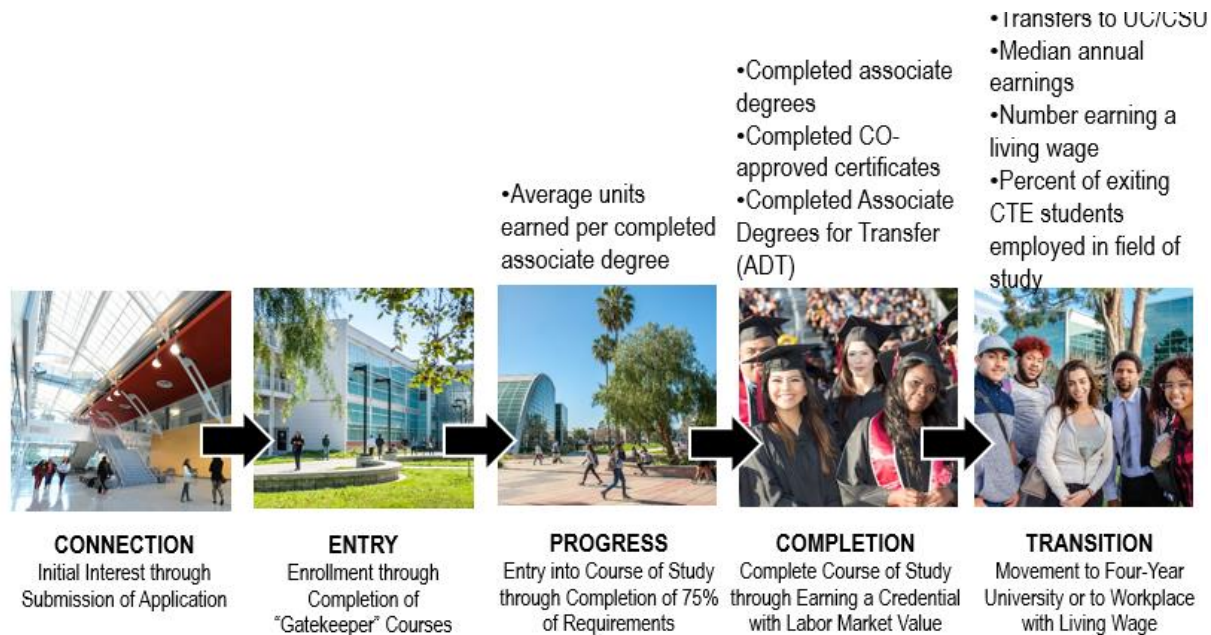 •Average units
earned per completed
associate degree
•Completed associate
degrees
•Completed CO-
approved certificates
•Completed Associate
Degrees for Transfer
(ADT)
•Transfers to UC/CSU
•Median annual
earnings
•Number earning a
living wage
•Percent of exiting
CTE students
employed in field of
study
CONNECTION
Initial Interest through
Submission of Application
ENTRY
Enrollment through
Completion of
“Gatekeeper” Courses
PROGRESS
Entry into Course of Study
through Completion of 75%
of Requirements
COMPLETION
Complete Course of Study
through Earning a Credential
with Labor Market Value
TRANSITION
Movement to Four-Year
University or to Workplace
with Living Wage